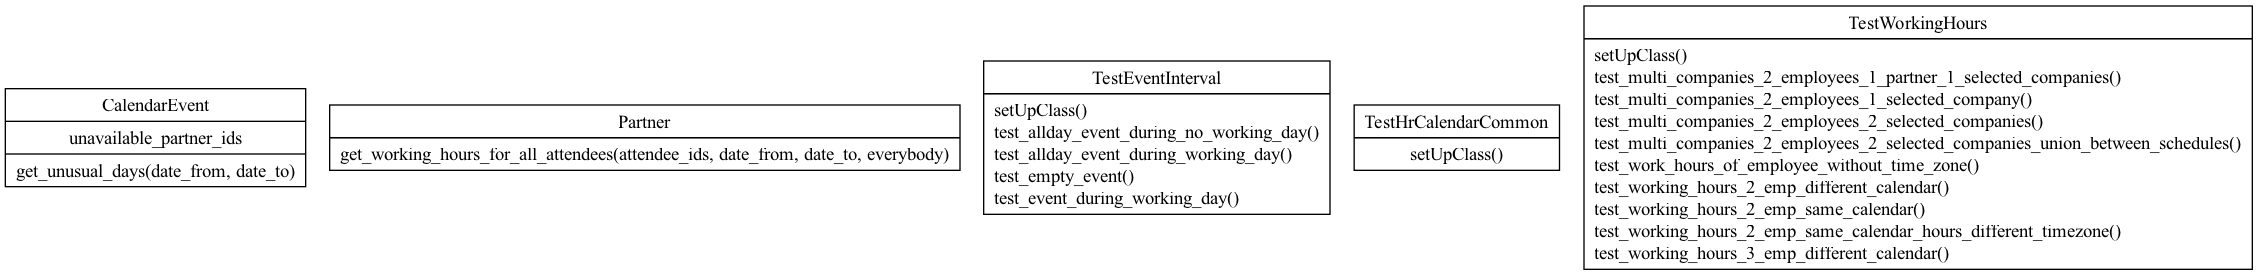 CalendarEvent
unavailable_partner_ids
get_unusual_days(date_from, date_to)
Partner
get_working_hours_for_all_attendees(attendee_ids, date_from, date_to, everybody)
TestEventInterval
setUpClass()
test_allday_event_during_no_working_day()
test_allday_event_during_working_day()
test_empty_event()
test_event_during_working_day()
TestHrCalendarCommon
setUpClass()
TestWorkingHours
setUpClass()
test_multi_companies_2_employees_1_partner_1_selected_companies()
test_multi_companies_2_employees_1_selected_company()
test_multi_companies_2_employees_2_selected_companies()
test_multi_companies_2_employees_2_selected_companies_union_between_schedules()
test_work_hours_of_employee_without_time_zone()
test_working_hours_2_emp_different_calendar()
test_working_hours_2_emp_same_calendar()
test_working_hours_2_emp_same_calendar_hours_different_timezone()
test_working_hours_3_emp_different_calendar()